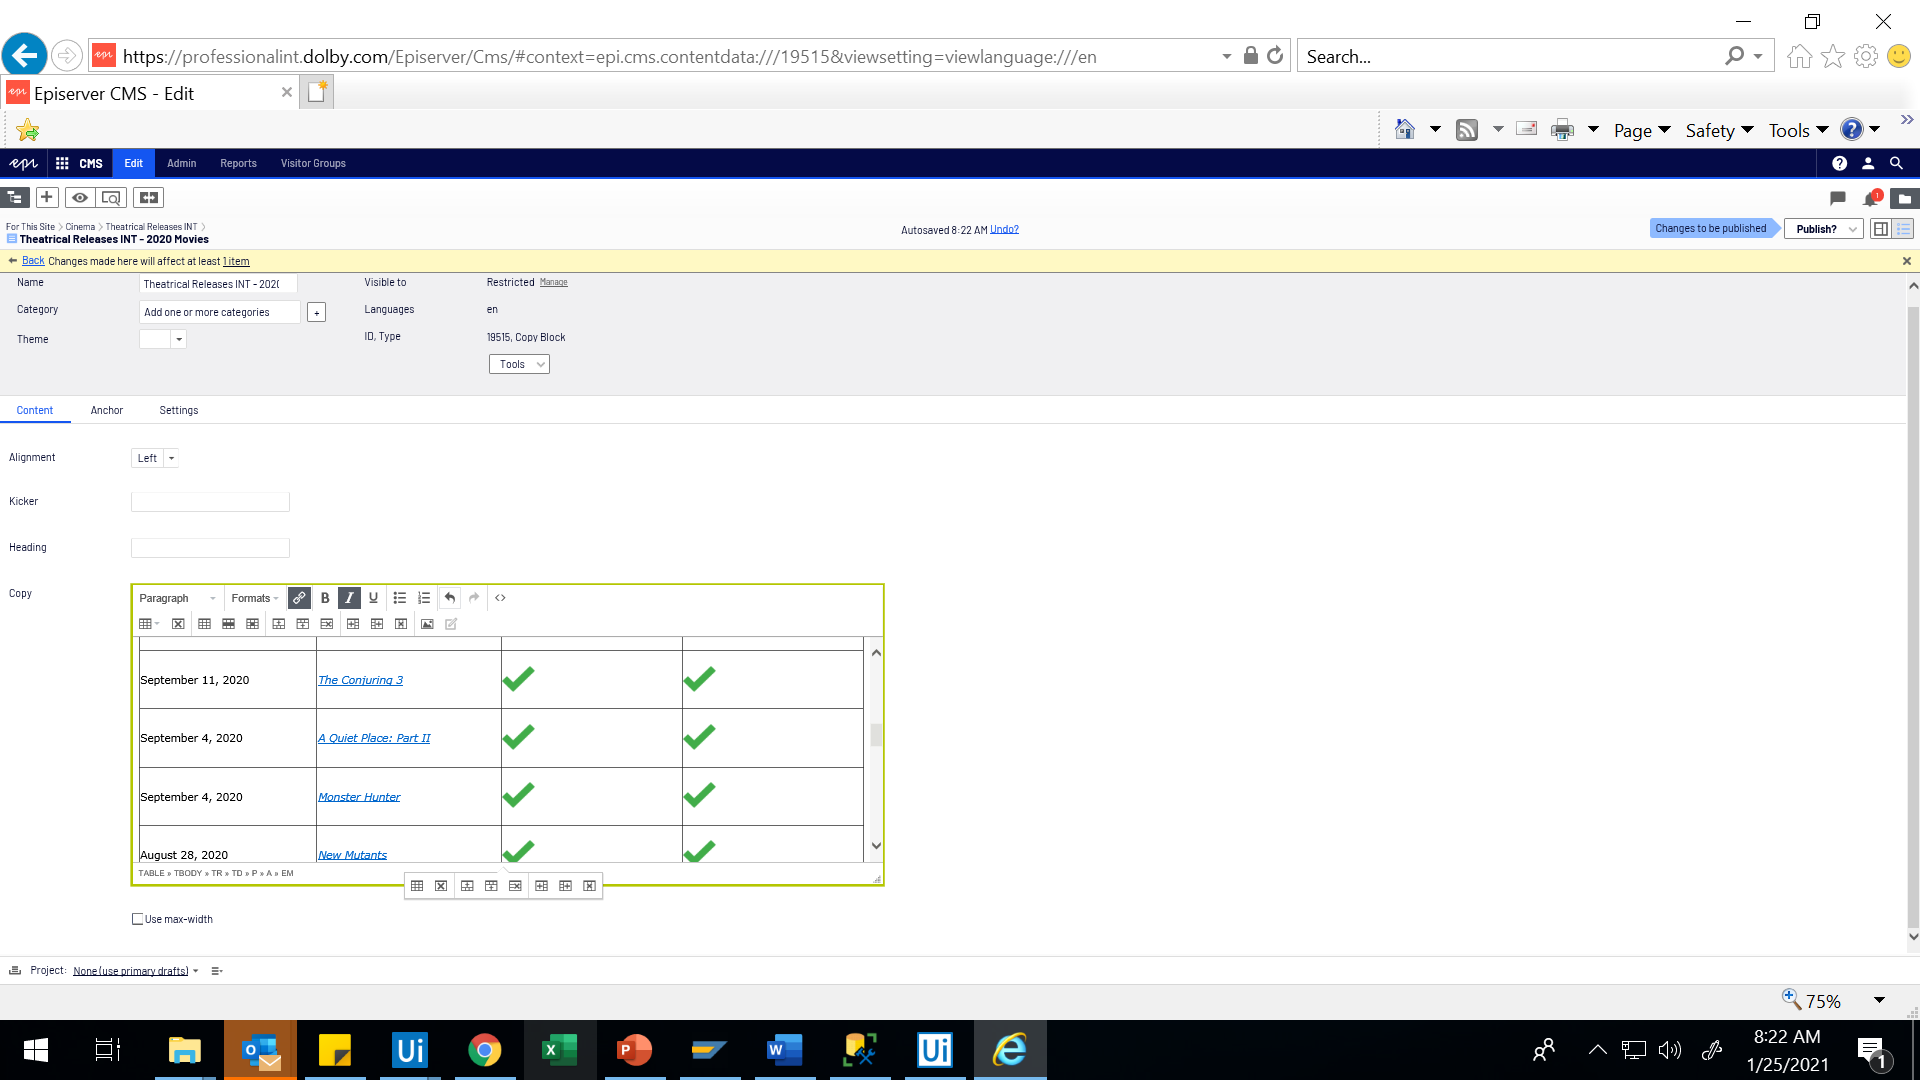 https://professionalint.dolby.com/Episerver/Cms/#context=epi.cms.contentdata:///19515&viewsetting=viewlanguage:///en
Search...
Episerver CMS - Edit
Page Safety Tools
epi CMS Edit Admin Reports Visitor Groups
For This Site Cinema Theatrical Releases INT
Theatrical Releases INT - 2020 Movies
Autosaved 8:22 AM Undo?
Changes to be published Publish?
Back Changes made here will affect at least 1 item
Name Theatrical Releases INT - 202( Visible to Restricted Manage
Category Add one or more categories + Languages en
Theme ID, Type 19515, Copy Block
Tools
Content Anchor Settings
Alignment Left
Kicker
Heading
Copy
Paragraph Formats B I U
September 11, 2020 The Conjuring 3
September 4, 2020 A Quiet Place: Part II
September 4, 2020 Monster Hunter
August 28, 2020 New Mutants
TABLE » TBODY » TR » TD » P » A » EM
Use max-width
Project: None (use primary drafts)
75%
8:22 AM
1/25/2021
1